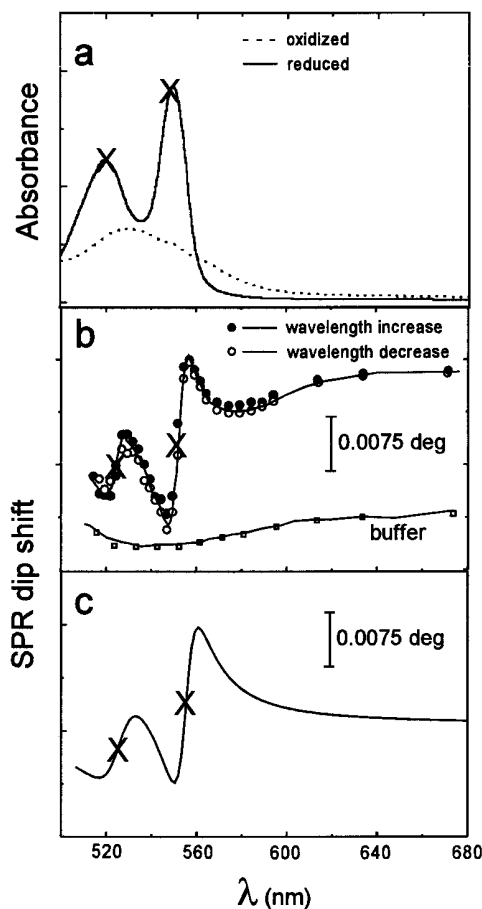 a
oxidized
reduced
Absorbance
b
wavelength increase
wavelength decrease
0.0075 deg
buffer
SPR dip shift
c
0.0075 deg
520 560 600 640 680
λ (nm)